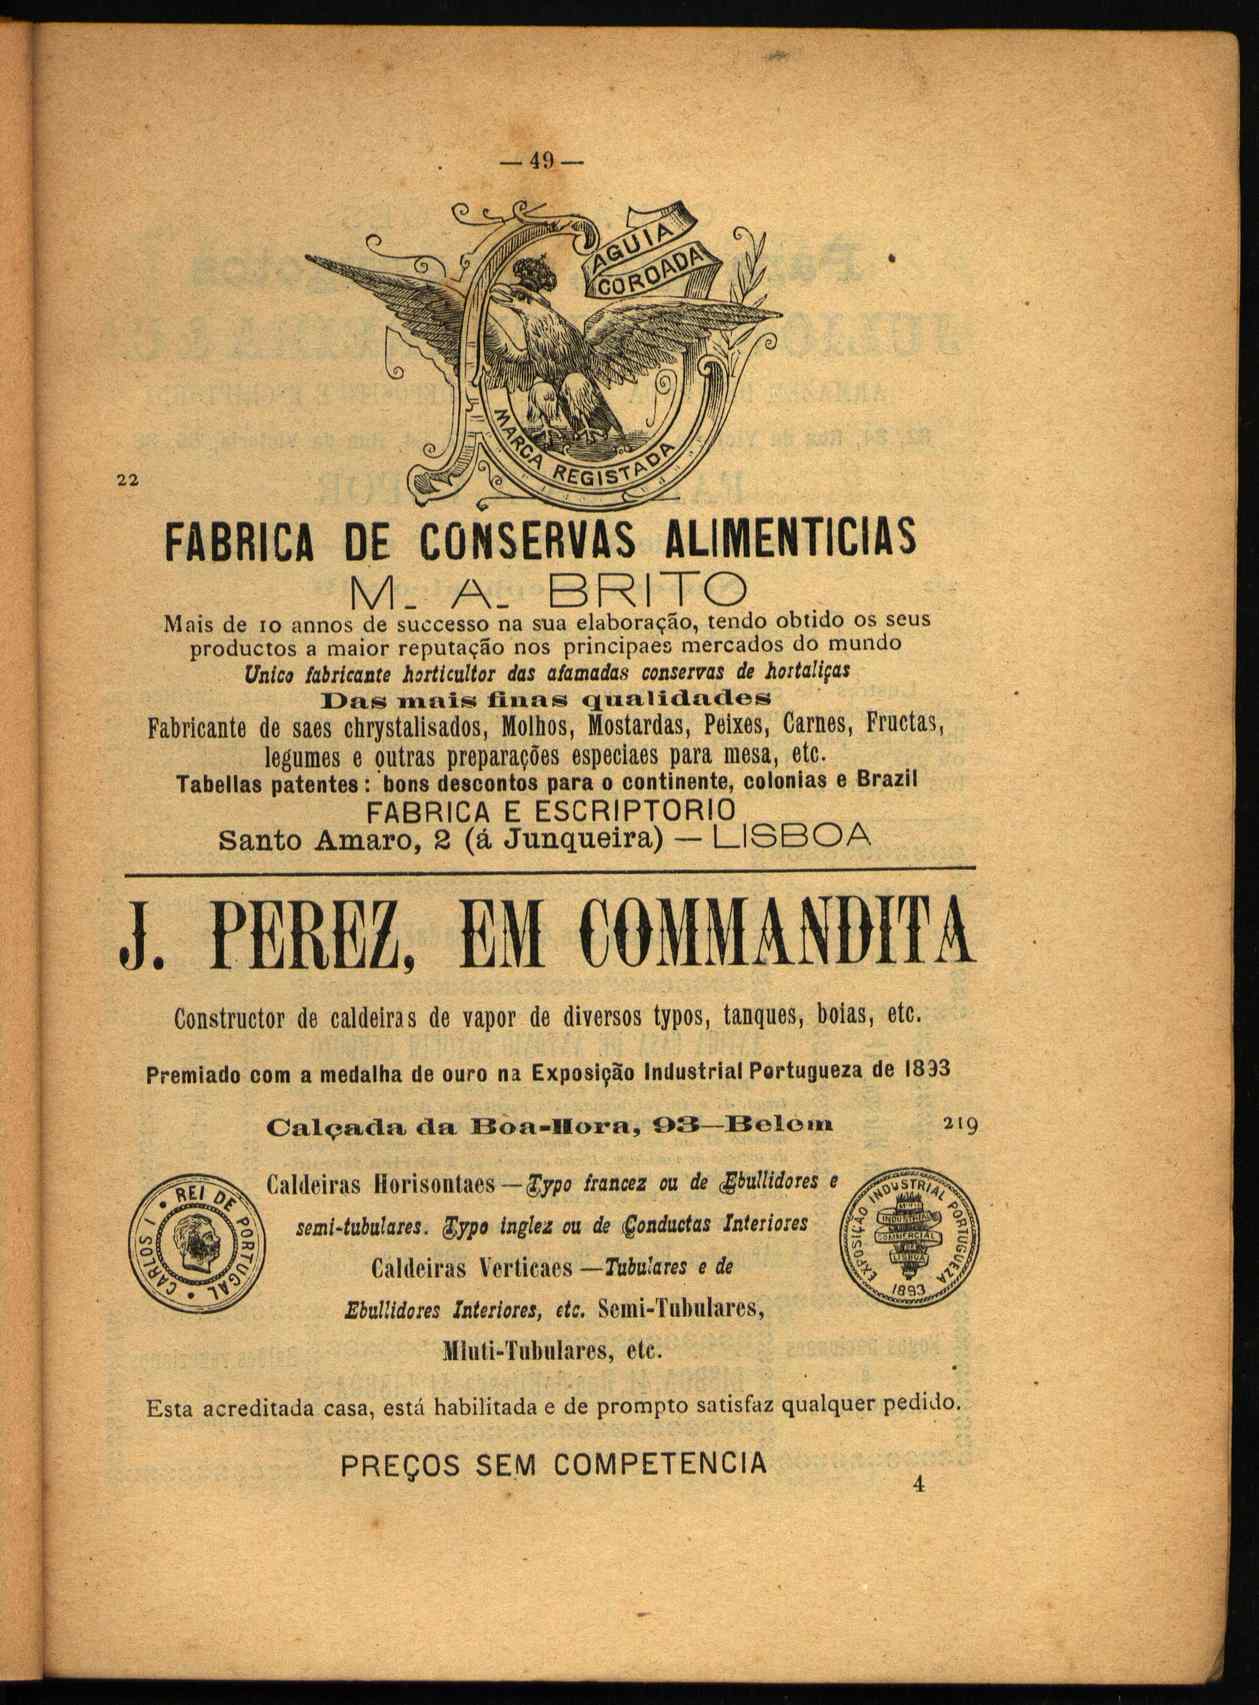 — 49 —
AGUIA
COROADA
MARCA REGISTADA
22
FABRICA DE CONSERVAS ALIMENTICIAS
M. A. BRITO
Mais de 10 annos de successo na sua elaboração, tendo obtido os seus
productos a maior reputação nos principaes mercados do mundo
Unico fabricante horticultor das afamadas conservas de hortaliças
Das mais finas qualidades
Fabricante de saes chrystalisados, Molhos, Mostardas, Peixes, Carnes, Fructas,
legumes e outras preparações especiaes para mesa, etc.
Tabellas patentes : bons descontos para o continente, colonias e Brazil
FABRICA E ESCRIPTORIO
Santo Amaro, 2 (á Junqueira) — LISBOA
J. PEREZ, EM COMMANDITA
Constructor de caldeiras de vapor de diversos typos, tanques, boias, etc.
Premiado com a medalha de ouro na Exposição Industrial Portugueza de 1893
Calçada da Boa-Hora, 93—Belem
219
CARLOS I • REI DE PORTUGAL •
Caldeiras Horisontaes — Typo francez ou de Ebullidores e
semi-tubulares. Typo inglez ou de Conductas Interiores
Caldeiras Verticaes — Tubulares e de
Ebullidores Interiores, etc. Semi-Tubulares,
Mluti-Tubulares, etc.
EXPOSIÇÃO INDUSTRIAL PORTUGUEZA
INDUSTRIAL
COMMERCIAL
LISBOA
1893
Esta acreditada casa, está habilitada e de prompto satisfaz qualquer pedido.
PREÇOS SEM COMPETENCIA
4